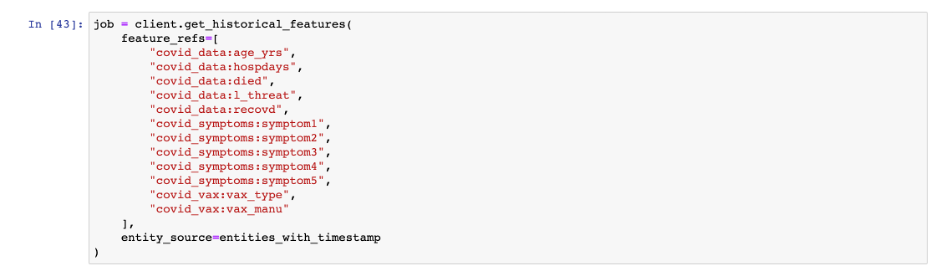 In [43]: job = client.get_historical_features(
    feature_refs=[
        "covid_data:age_yrs",
        "covid_data:hospdays",
        "covid_data:died",
        "covid_data:l_threat",
        "covid_data:recovd",
        "covid_symptoms:symptom1",
        "covid_symptoms:symptom2",
        "covid_symptoms:symptom3",
        "covid_symptoms:symptom4",
        "covid_symptoms:symptom5",
        "covid_vax:vax_type",
        "covid_vax:vax_manu"
    ],
    entity_source=entities_with_timestamp
)